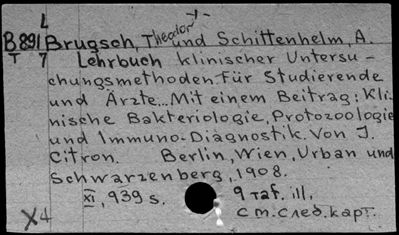 L
B891 Brugsch, Theodor und Schittenhelm, A.
T 7 Lehrbuch klinischer Untersu-
chungsmethoden für Studierende
und Ärzte... Mit einem Beitrag: Kli-
nische Bakteriologie, Protozoologie
und Immuno-Diagnostik. Von J.
Citron. Berlin, Wien, Urban und
Schwarzenberg, 1908.
XI, 939 s. 9 Taf. ill,
X4 см. след. карт.